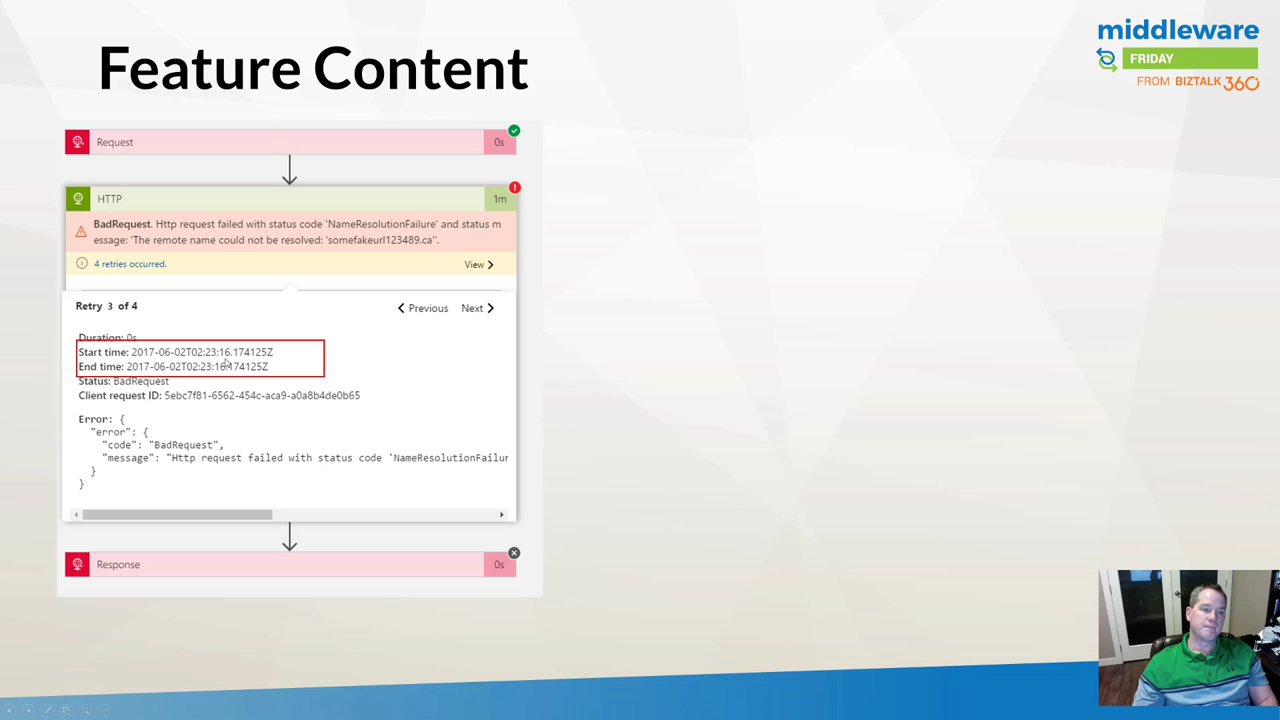 Feature Content
middleware
FRIDAY
FROM BIZTALK 360
Request
0s
HTTP
1m
BadRequest. Http request failed with status code 'NameResolutionFailure' and status m
essage: 'The remote name could not be resolved: 'somefakeurl123489.ca''.
4 retries occurred.
View
Retry 3 of 4
Previous
Next
Duration: 0s
Start time: 2017-06-02T02:23:16.174125Z
End time: 2017-06-02T02:23:16.174125Z
Status: BadRequest
Client request ID: 5ebc7f81-6562-454c-aca9-a0a8b4de0b65
Error: {
"error": {
"code": "BadRequest",
"message": "Http request failed with status code 'NameResolutionFailur
}
}
Response
0s